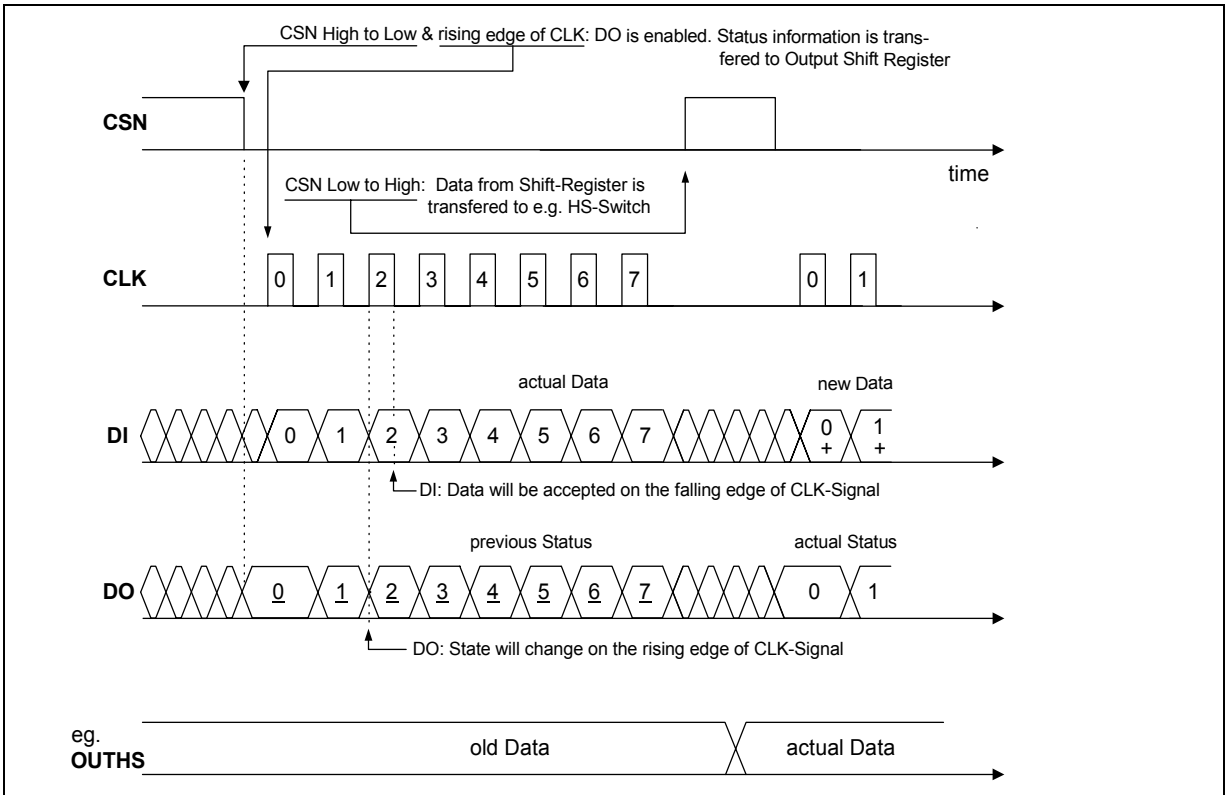 CSN High to Low & rising edge of CLK: DO is enabled. Status information is trans-
fered to Output Shift Register
CSN
time
CSN Low to High: Data from Shift-Register is
transfered to e.g. HS-Switch
CLK
0 1 2 3 4 5 6 7 0 1
actual Data new Data
DI
0 1 2 3 4 5 6 7 0 1
+ +
DI: Data will be accepted on the falling edge of CLK-Signal
previous Status actual Status
DO
0 1 2 3 4 5 6 7 0 1
DO: State will change on the rising edge of CLK-Signal
eg.
OUTHS
old Data actual Data